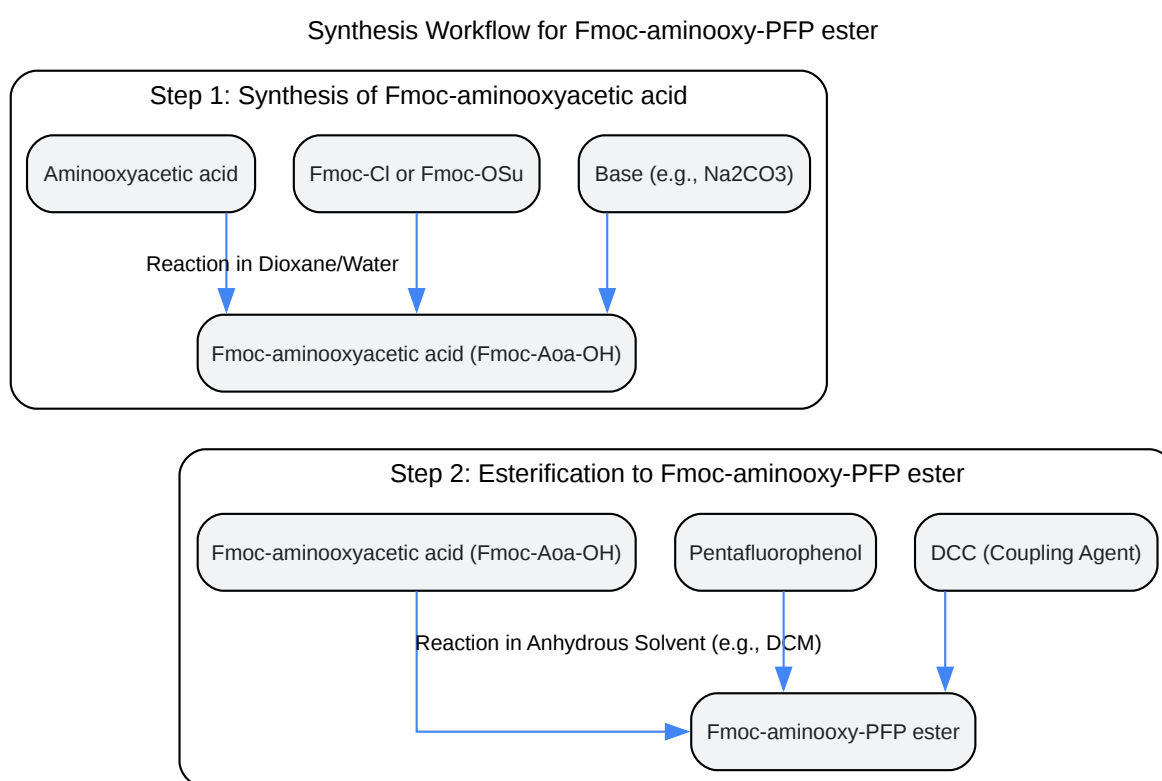 Synthesis Workflow for Fmoc-aminooxy-PFP ester
Step 1: Synthesis of Fmoc-aminooxyacetic acid
Aminooxyacetic acid
Fmoc-Cl or Fmoc-OSu
Base (e.g., Na2CO3)
Reaction in Dioxane/Water
Fmoc-aminooxyacetic acid (Fmoc-Aoa-OH)
Step 2: Esterification to Fmoc-aminooxy-PFP ester
Fmoc-aminooxyacetic acid (Fmoc-Aoa-OH)
Pentafluorophenol
DCC (Coupling Agent)
Reaction in Anhydrous Solvent (e.g., DCM)
Fmoc-aminooxy-PFP ester